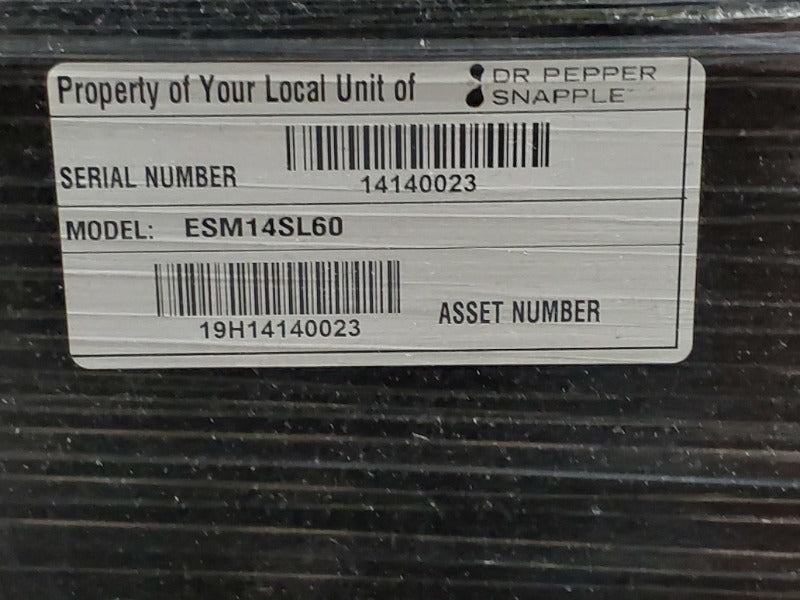 Property of Your Local Unit of DR PEPPER
SNAPPLE
SERIAL NUMBER 14140023
MODEL: ESM14SL60
19H14140023 ASSET NUMBER